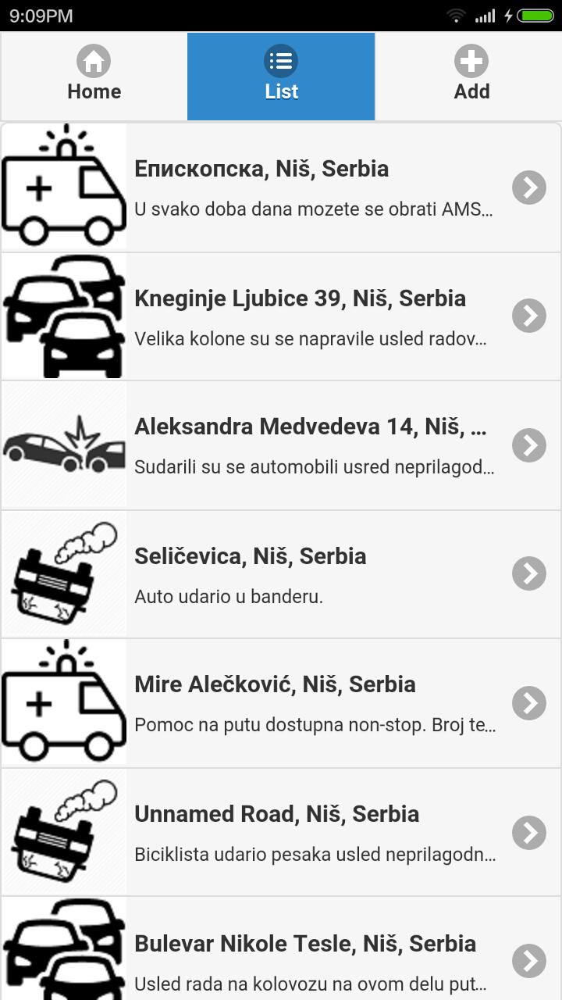 9:09PM
Home
List
Add
Епископска, Niš, Serbia
U svako doba dana mozete se obrati AMS...
Kneginje Ljubice 39, Niš, Serbia
Velika kolone su se napravile usled radov...
Aleksandra Medvedeva 14, Niš, ...
Sudarili su se automobili usred neprilagod...
Seličevica, Niš, Serbia
Auto udario u banderu.
Mire Alečković, Niš, Serbia
Pomoc na putu dostupna non-stop. Broj te...
Unnamed Road, Niš, Serbia
Biciklista udario pesaka usled neprilagodn...
Bulevar Nikole Tesle, Niš, Serbia
Usled rada na kolovozu na ovom delu put...